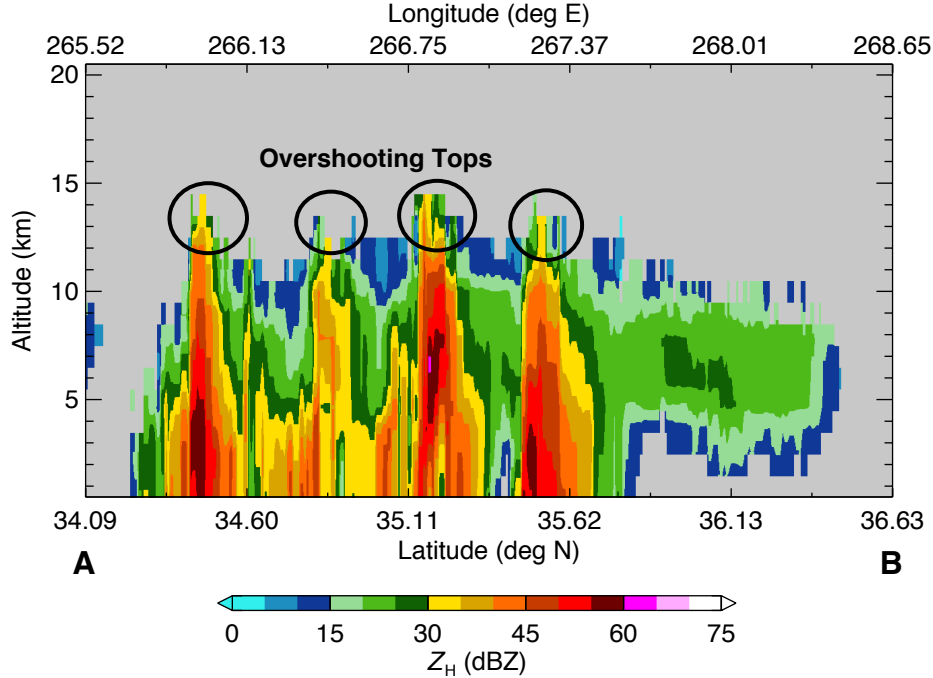 Longitude (deg E)
265.52 266.13 266.75 267.37 268.01 268.65
20
Overshooting Tops
15
Altitude (km)
10
5
34.09 34.60 35.11 35.62 36.13 36.63
A Latitude (deg N) B
0 15 30 45 60 75
Z_H (dBZ)